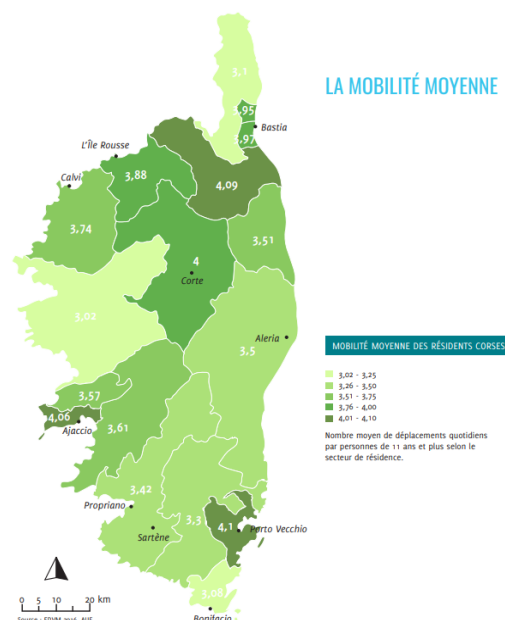 LA MOBILITÉ MOYENNE
3,1
3,95
Bastia
3,97
L'Île Rousse
3,88
4,09
Calvi
3,74
3,51
4
Corte
3,02
Aleria
3,5
MOBILITÉ MOYENNE DES RÉSIDENTS CORSES
3,02 - 3,25
3,26 - 3,50
3,51 - 3,75
3,76 - 4,00
4,01 - 4,10
Nombre moyen de déplacements quotidiens
par personnes de 11 ans et plus selon le
secteur de résidence.
3,57
4,06
Ajaccio
3,61
3,42
Propriano
3,3
4,1
Porto Vecchio
Sartène
3,08
0 5 10 20 km
Bonifacio